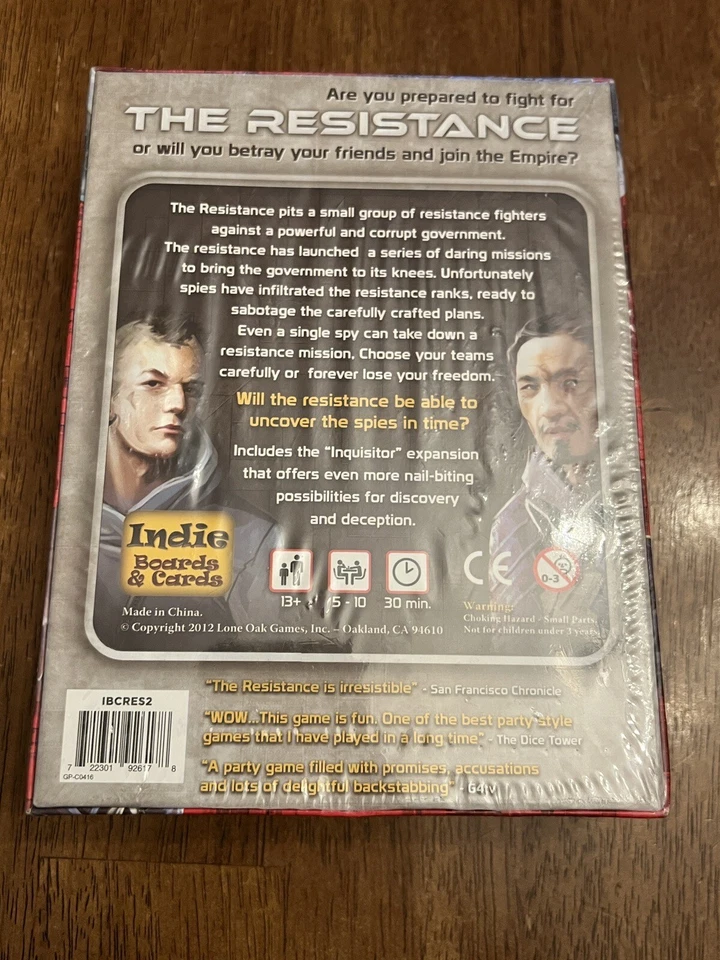 Are you prepared to fight for
THE RESISTANCE
or will you betray your friends and join the Empire?
The Resistance pits a small group of resistance fighters
against a powerful and corrupt government.
The resistance has launched a series of daring missions
to bring the government to its knees. Unfortunately
spies have infiltrated the resistance ranks, ready to
sabotage the carefully crafted plans.
Even a single spy can take down a
resistance mission, Choose your teams
carefully or forever lose your freedom.
Will the resistance be able to
uncover the spies in time?
Includes the “Inquisitor” expansion
that offers even more nail-biting
possibilities for discovery
and deception.
Indie
Boards
& Cards
13+ 5 - 10 30 min.
CE
0-3
Made in China.
© Copyright 2012 Lone Oak Games, Inc. – Oakland, CA 94610
Warning:
Choking Hazard - Small Parts.
Not for children under 3 years.
IBCRES2
7 22301 92617 8
GP-C0416
“The Resistance is irresistible” - San Francisco Chronicle
“WOW...This game is fun. One of the best party style
games that I have played in a long time” - The Dice Tower
“A party game filled with promises, accusations
and lots of delightful backstabbing” - G4tv